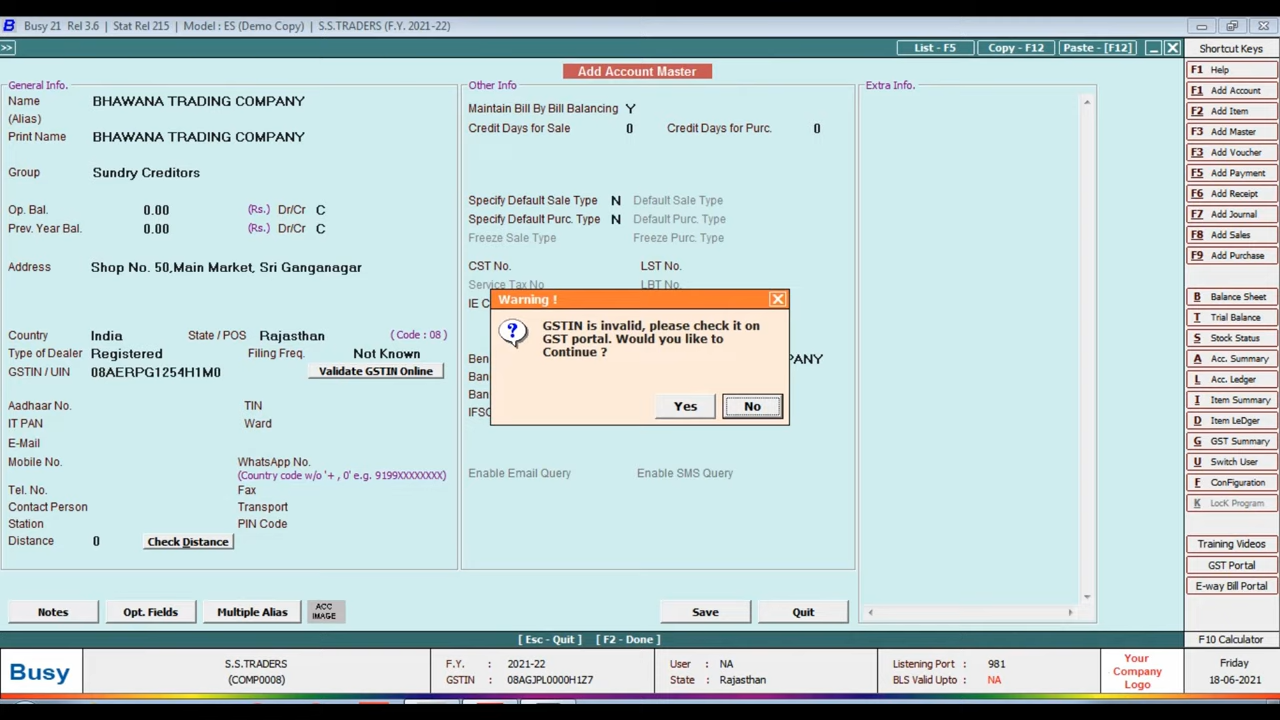 Busy 21 Rel 3.6 | Stat Rel 215 | Model : ES (Demo Copy) | S.S.TRADERS (F.Y. 2021-22)
>>
List - F5
Copy - F12
Paste - [F12]
Shortcut Keys
Add Account Master
General Info.
Name BHAWANA TRADING COMPANY
(Alias)
Print Name BHAWANA TRADING COMPANY
Group Sundry Creditors
Op. Bal. 0.00 (Rs.) Dr/Cr C
Prev. Year Bal. 0.00 (Rs.) Dr/Cr C
Address Shop No. 50,Main Market, Sri Ganganagar
Country India State / POS Rajasthan (Code : 08)
Type of Dealer Registered Filing Freq. Not Known
GSTIN / UIN 08AERPG1254H1M0 Validate GSTIN Online
Aadhaar No. TIN
IT PAN Ward
E-Mail
Mobile No. WhatsApp No.
(Country code w/o '+ , 0' e.g. 9199XXXXXXXX)
Tel. No. Fax
Contact Person Transport
Station PIN Code
Distance 0 Check Distance
Other Info
Maintain Bill By Bill Balancing Y
Credit Days for Sale 0 Credit Days for Purc. 0
Specify Default Sale Type N Default Sale Type
Specify Default Purc. Type N Default Purc. Type
Freeze Sale Type Freeze Purc. Type
CST No. LST No.
Service Tax No LBT No.
IE C
Ben PANY
Ban
Ban
IFSC
Enable Email Query Enable SMS Query
Warning !
GSTIN is invalid, please check it on
GST portal. Would you like to
Continue ?
Yes No
Extra Info.
F1 Help
F1 Add Account
F2 Add Item
F3 Add Master
F3 Add Voucher
F5 Add Payment
F6 Add Receipt
F7 Add Journal
F8 Add Sales
F9 Add Purchase
B Balance Sheet
T Trial Balance
S Stock Status
A Acc. Summary
L Acc. Ledger
I Item Summary
D Item LeDger
G GST Summary
U Switch User
F ConFiguration
K LocK Program
Training Videos
GST Portal
E-way Bill Portal
Notes Opt. Fields Multiple Alias ACC
IMAGE
Save Quit
[ Esc - Quit ] [ F2 - Done ]
F10 Calculator
Busy
S.S.TRADERS
(COMP0008)
F.Y. : 2021-22
GSTIN : 08AGJPL0000H1Z7
User : NA
State : Rajasthan
Listening Port : 981
BLS Valid Upto : NA
Your
Company
Logo
Friday
18-06-2021